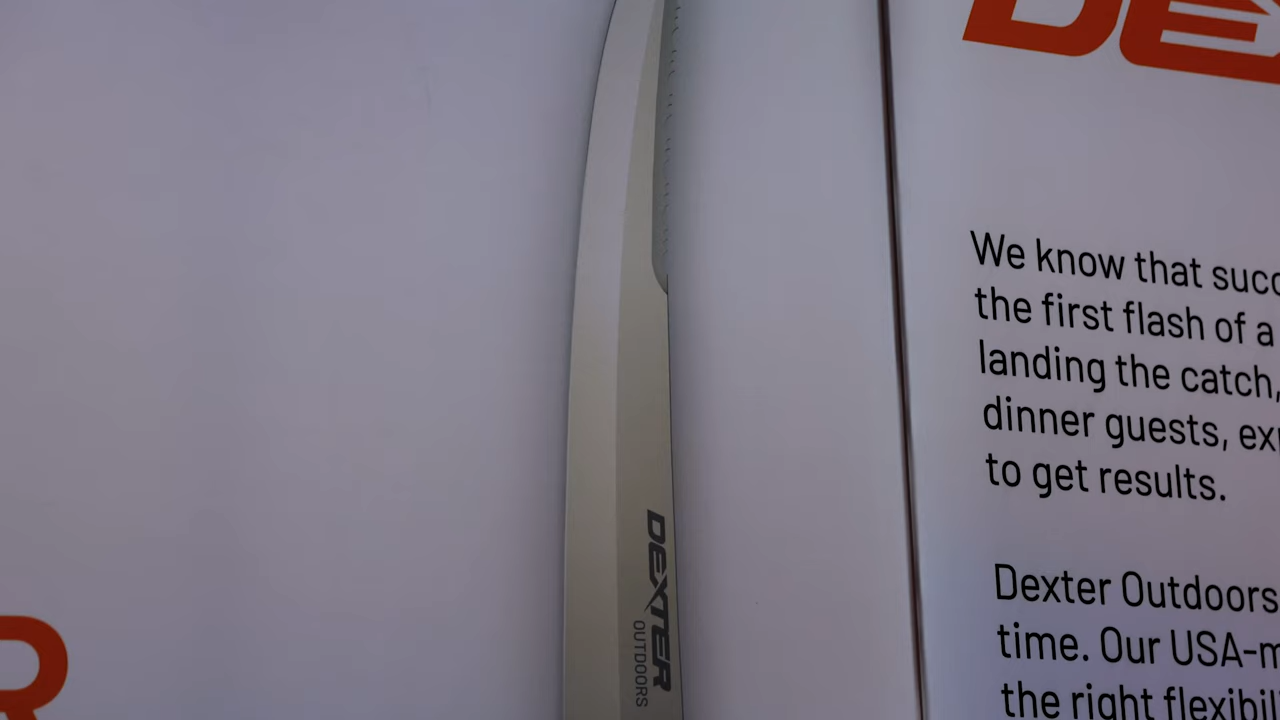 R
DEXTER
OUTDOORS
DE
We know that succ
the first flash of a
landing the catch,
dinner guests, ex
to get results.
Dexter Outdoors
time. Our USA-m
the right flexibil